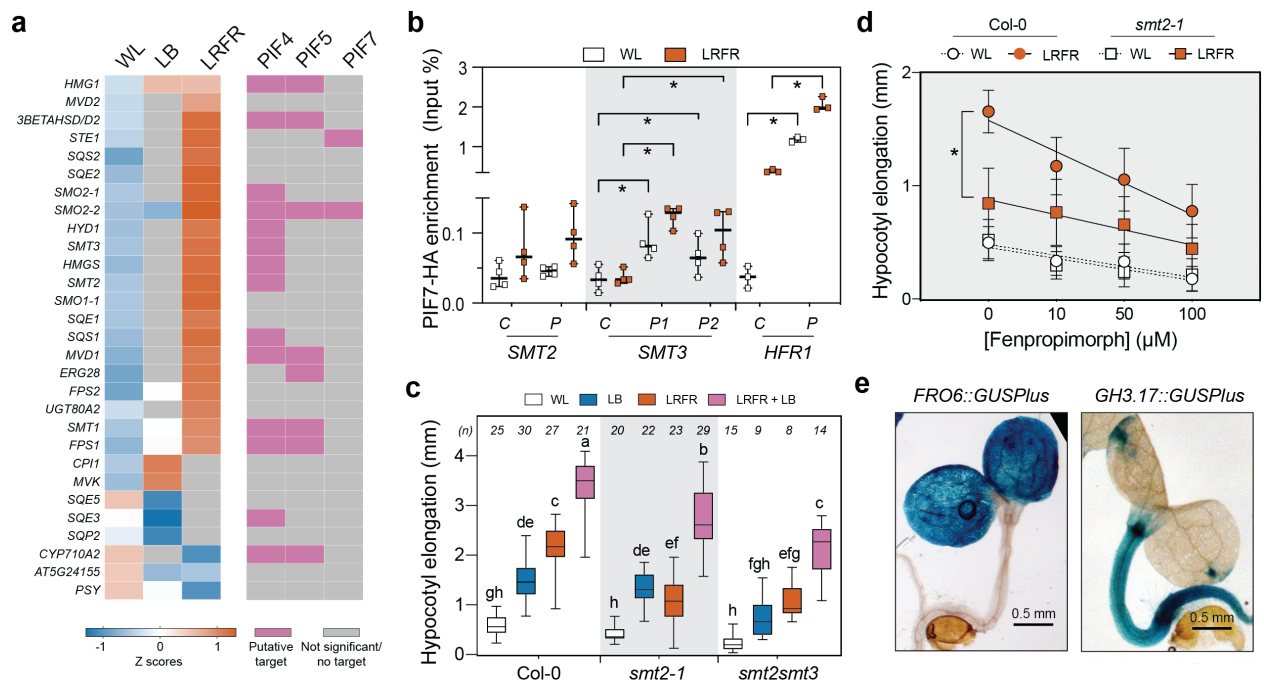 a
WL LB LRFR PIF4 PIF5 PIF7
HMG1
MVD2
3BETAHSD/D2
STE1
SQS2
SQE2
SMO2-1
SMO2-2
HYD1
SMT3
HMGS
SMT2
SMO1-1
SQE1
SQS1
MVD1
ERG28
FPS2
UGT80A2
SMT1
FPS1
CPI1
MVK
SQE5
SQE3
SQP2
CYP710A2
AT5G24155
PSY
-1 0 1
Z scores
Putative
target
Not significant/
no target
b
WL LRFR
PIF7-HA enrichment (Input %)
3
2
1
0.1
0.0
* * * * * *
C P C P1 P2 C P
SMT2 SMT3 HFR1
c
WL LB LRFR LRFR + LB
Hypocotyl elongation (mm)
(n) 25 30 27 21 20 22 23 29 15 9 8 14
4
3
2
1
0
gh de c a h de ef b h fgh efg c
Col-0 smt2-1 smt2smt3
d
Col-0 smt2-1
WL LRFR WL LRFR
Hypocotyl elongation (mm)
2
1
0
*
0 10 50 100
[Fenpropimorph] (µM)
e
FRO6::GUSPlus GH3.17::GUSPlus
0.5 mm 0.5 mm